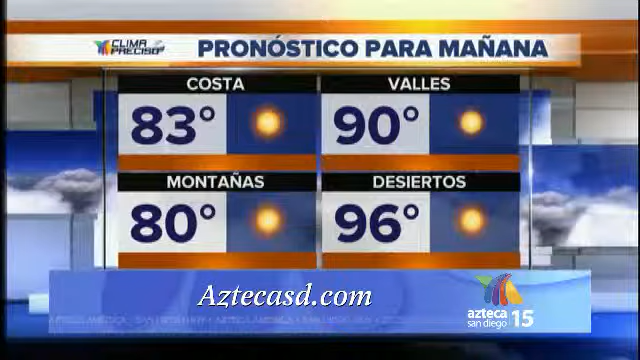 CLIMA
PRECISO
PRONÓSTICO PARA MAÑANA
COSTA
83°
VALLES
90°
MONTAÑAS
80°
DESIERTOS
96°
Aztecasd.com
azteca
san diego 15